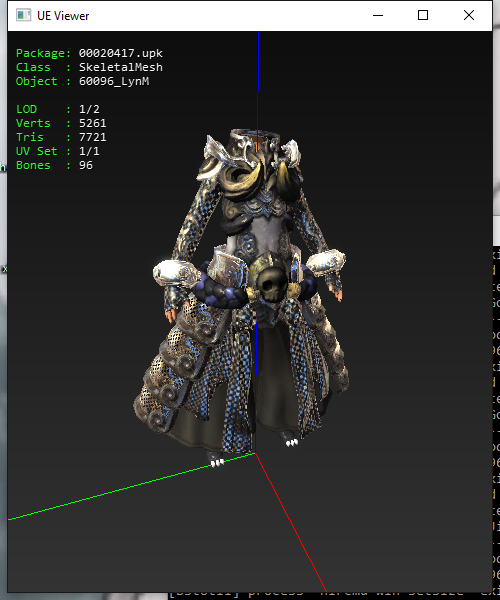 UE Viewer
Package: 00020417.upk
Class : SkeletalMesh
Object : 60096_LynM
LOD : 1/2
Verts : 5261
Tris : 7721
UV Set : 1/1
Bones : 96